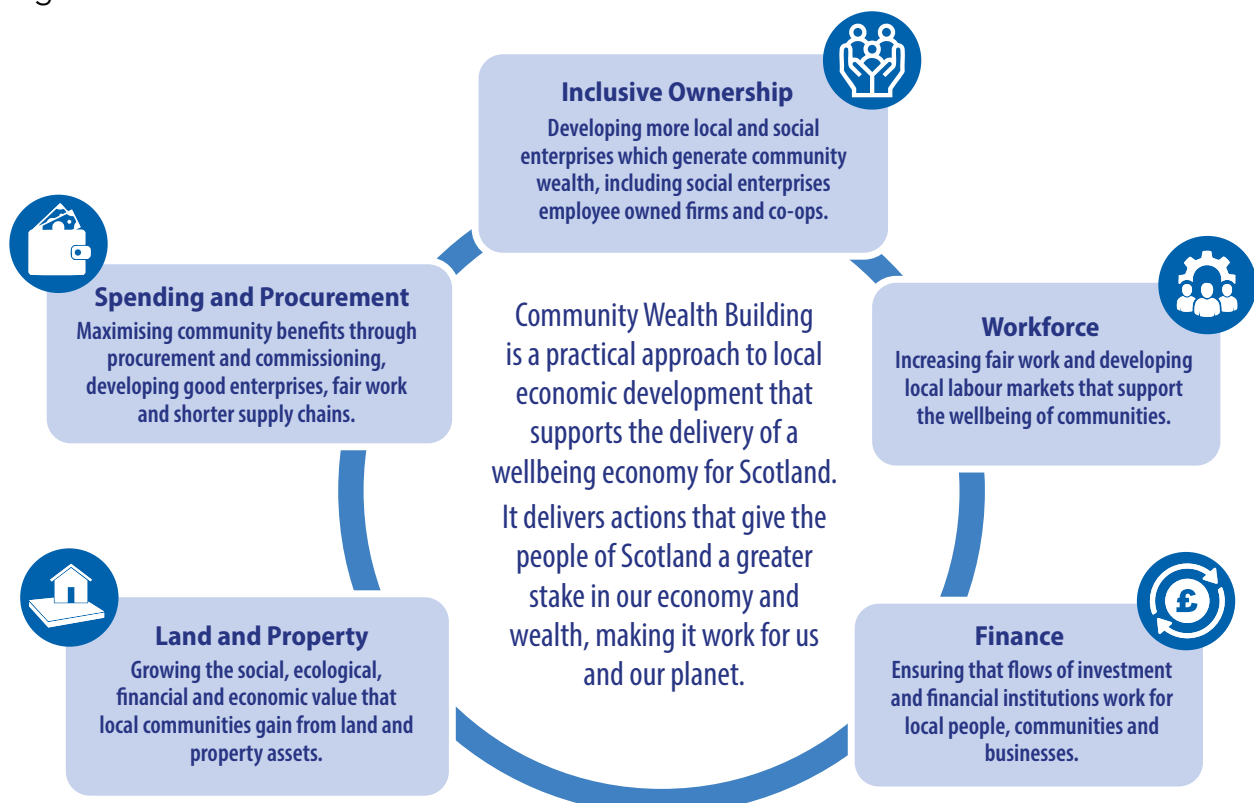 Inclusive Ownership
Developing more local and social
enterprises which generate community
wealth, including social enterprises
employee owned firms and co-ops.
Spending and Procurement
Maximising community benefits through
procurement and commissioning,
developing good enterprises, fair work
and shorter supply chains.
Community Wealth Building
is a practical approach to local
economic development that
supports the delivery of a
wellbeing economy for Scotland.
It delivers actions that give the
people of Scotland a greater
stake in our economy and
wealth, making it work for us
and our planet.
Workforce
Increasing fair work and developing
local labour markets that support
the wellbeing of communities.
Land and Property
Growing the social, ecological,
financial and economic value that
local communities gain from land and
property assets.
Finance
£
Ensuring that flows of investment
and financial institutions work for
local people, communities and
businesses.